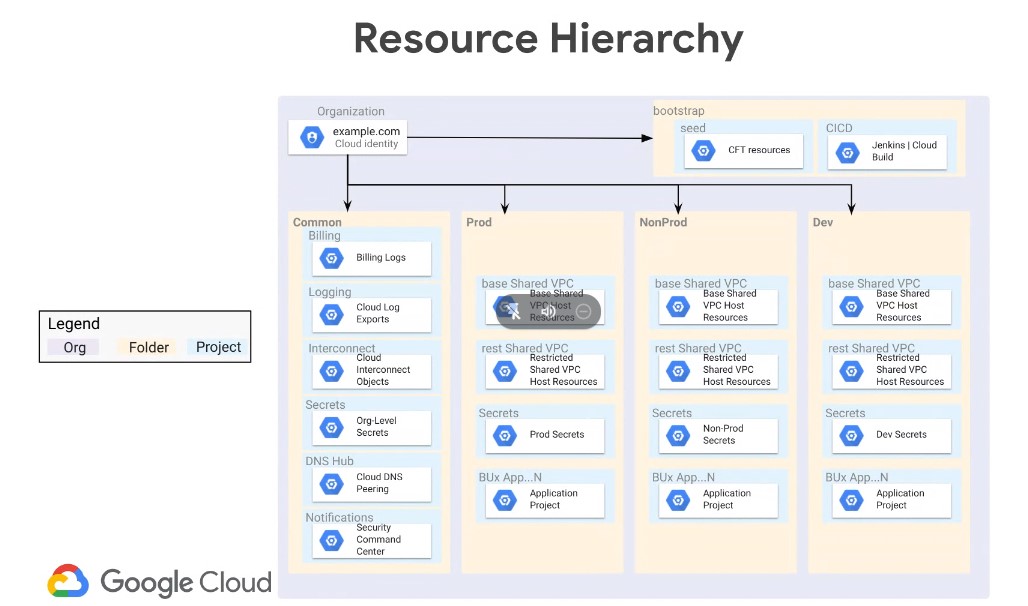 Resource Hierarchy
Organization
example.com
Cloud identity
bootstrap
seed
CFT resources
CICD
Jenkins | Cloud
Build
Common
Billing
Billing Logs
Logging
Cloud Log
Exports
Interconnect
Cloud
Interconnect
Objects
Secrets
Org-Level
Secrets
DNS Hub
Cloud DNS
Peering
Notifications
Security
Command
Center
Prod
base Shared VPC
Base Shared
VPC Host
Resources
rest Shared VPC
Restricted
Shared VPC
Host Resources
Secrets
Prod Secrets
BUx App...N
Application
Project
NonProd
base Shared VPC
Base Shared
VPC Host
Resources
rest Shared VPC
Restricted
Shared VPC
Host Resources
Secrets
Non-Prod
Secrets
BUx App...N
Application
Project
Dev
base Shared VPC
Base Shared
VPC Host
Resources
rest Shared VPC
Restricted
Shared VPC
Host Resources
Secrets
Dev Secrets
BUx App...N
Application
Project
Legend
Org
Folder
Project
Google Cloud